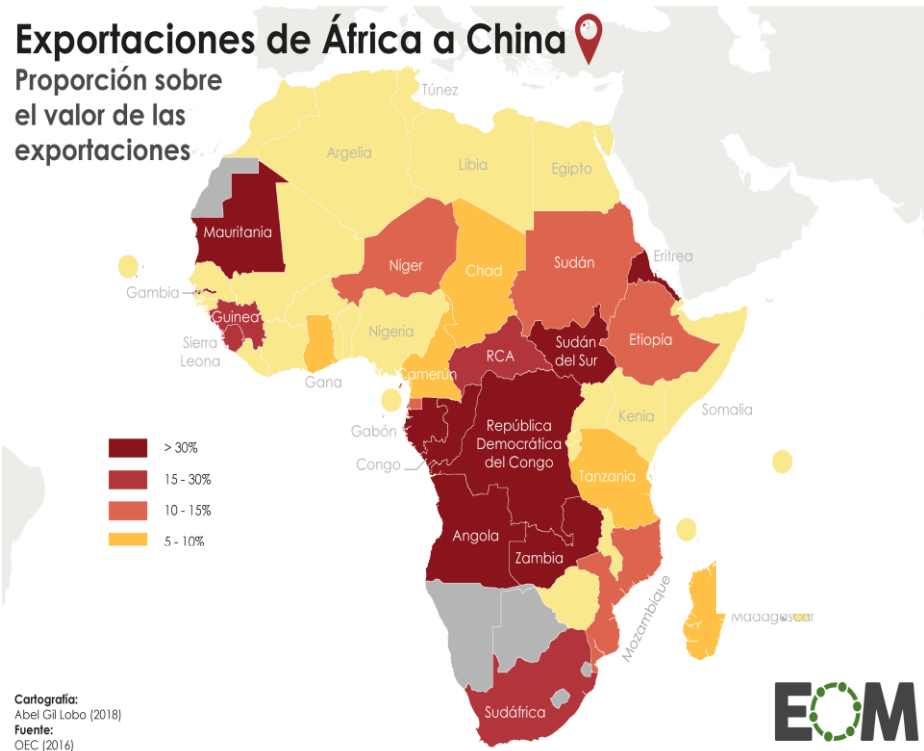 Exportaciones de África a China
Proporción sobre
el valor de las
exportaciones
Túnez
Argelia
Libia
Egipto
Mauritania
Níger
Chad
Sudán
Eritrea
Gambia
Guinea
Nigeria
Sierra
Leona
RCA
Sudán
del Sur
Etiopía
Gana
Camerún
Kenia
Somalía
Gabón
Congo
República
Democrática
del Congo
> 30%
15 - 30%
10 - 15%
5 - 10%
Tanzania
Angola
Zambia
Mozambique
Madagascar
Sudáfrica
Cartografía:
Abel Gil Lobo (2018)
Fuente:
OEC (2016)
EOM